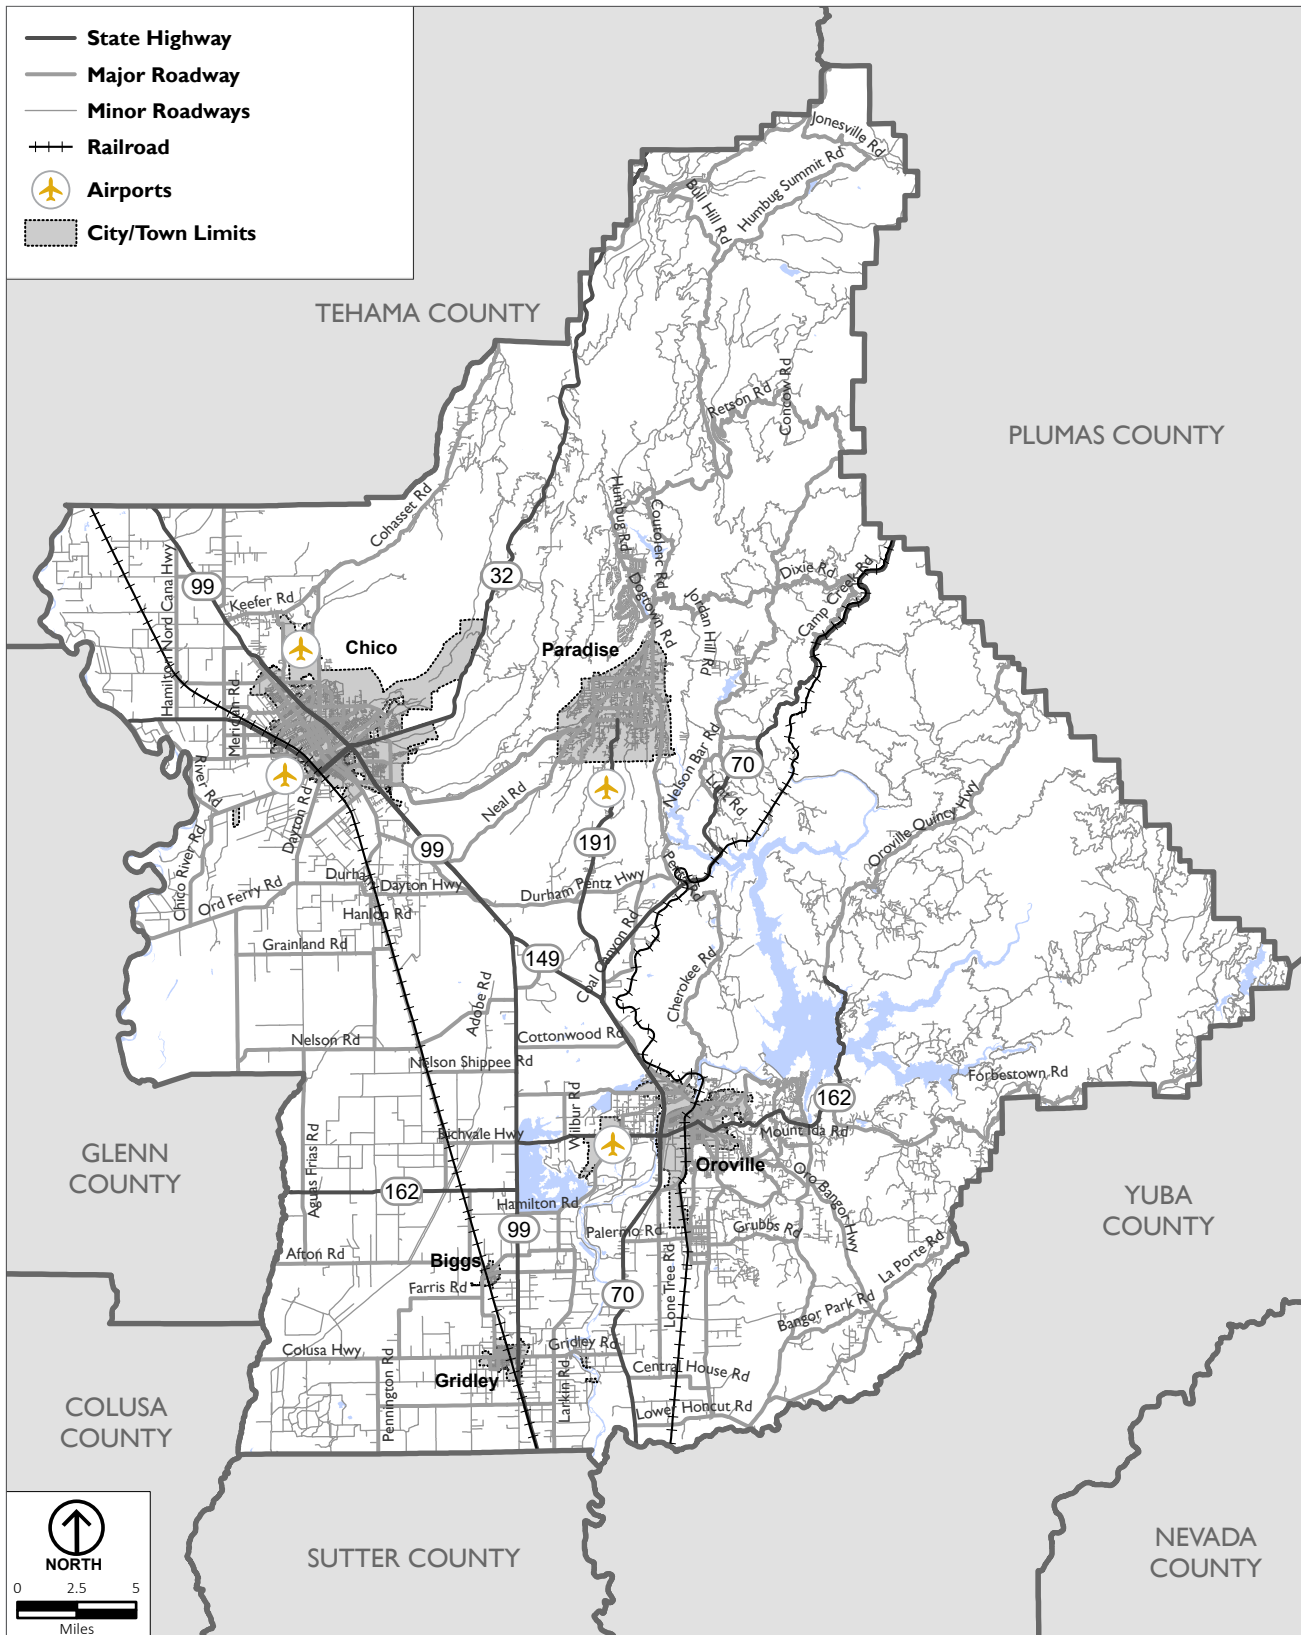 State Highway
Major Roadway
Minor Roadways
Railroad
Airports
City/Town Limits
TEHAMA COUNTY
PLUMAS COUNTY
GLENN
COUNTY
COLUSA
COUNTY
SUTTER COUNTY
YUBA
COUNTY
NEVADA
COUNTY
Jonesville Rd
Humbug Summit Rd
Bull Hill Rd
Retson Rd
Concow Rd
Cohasset Rd
Humbug Rd
Coutolenc Rd
Dogtown Rd
Jordan Hill Rd
Dixie Rd
Camp Creek Rd
32
99
Hamilton Nord Cana Hwy
Keefer Rd
Chico
Paradise
Meridian Rd
River Rd
Dayton Rd
Chico River Rd
Ord Ferry Rd
Neal Rd
Nelson Bar Rd
70
Lunt Rd
Oroville Quincy Hwy
99
191
Durham
Dayton Hwy
Durham Pentz Hwy
Pentz Rd
Hanlon Rd
Grainland Rd
149
Coal Canyon Rd
Cherokee Rd
Adobe Rd
Nelson Rd
Cottonwood Rd
Nelson Shippee Rd
Forbestown Rd
162
Wilbur Rd
Richvale Hwy
Mount Ida Rd
Oroville
Aguas Frias Rd
162
Hamilton Rd
99
Oro Bangor Hwy
Palermo Rd
Grubbs Rd
La Porte Rd
Afton Rd
Biggs
Farris Rd
70
Lone Tree Rd
Bangor Park Rd
Colusa Hwy
Gridley Rd
Gridley
Pennington Rd
Larkin Rd
Central House Rd
Lower Honcut Rd
NORTH
0 2.5 5
Miles